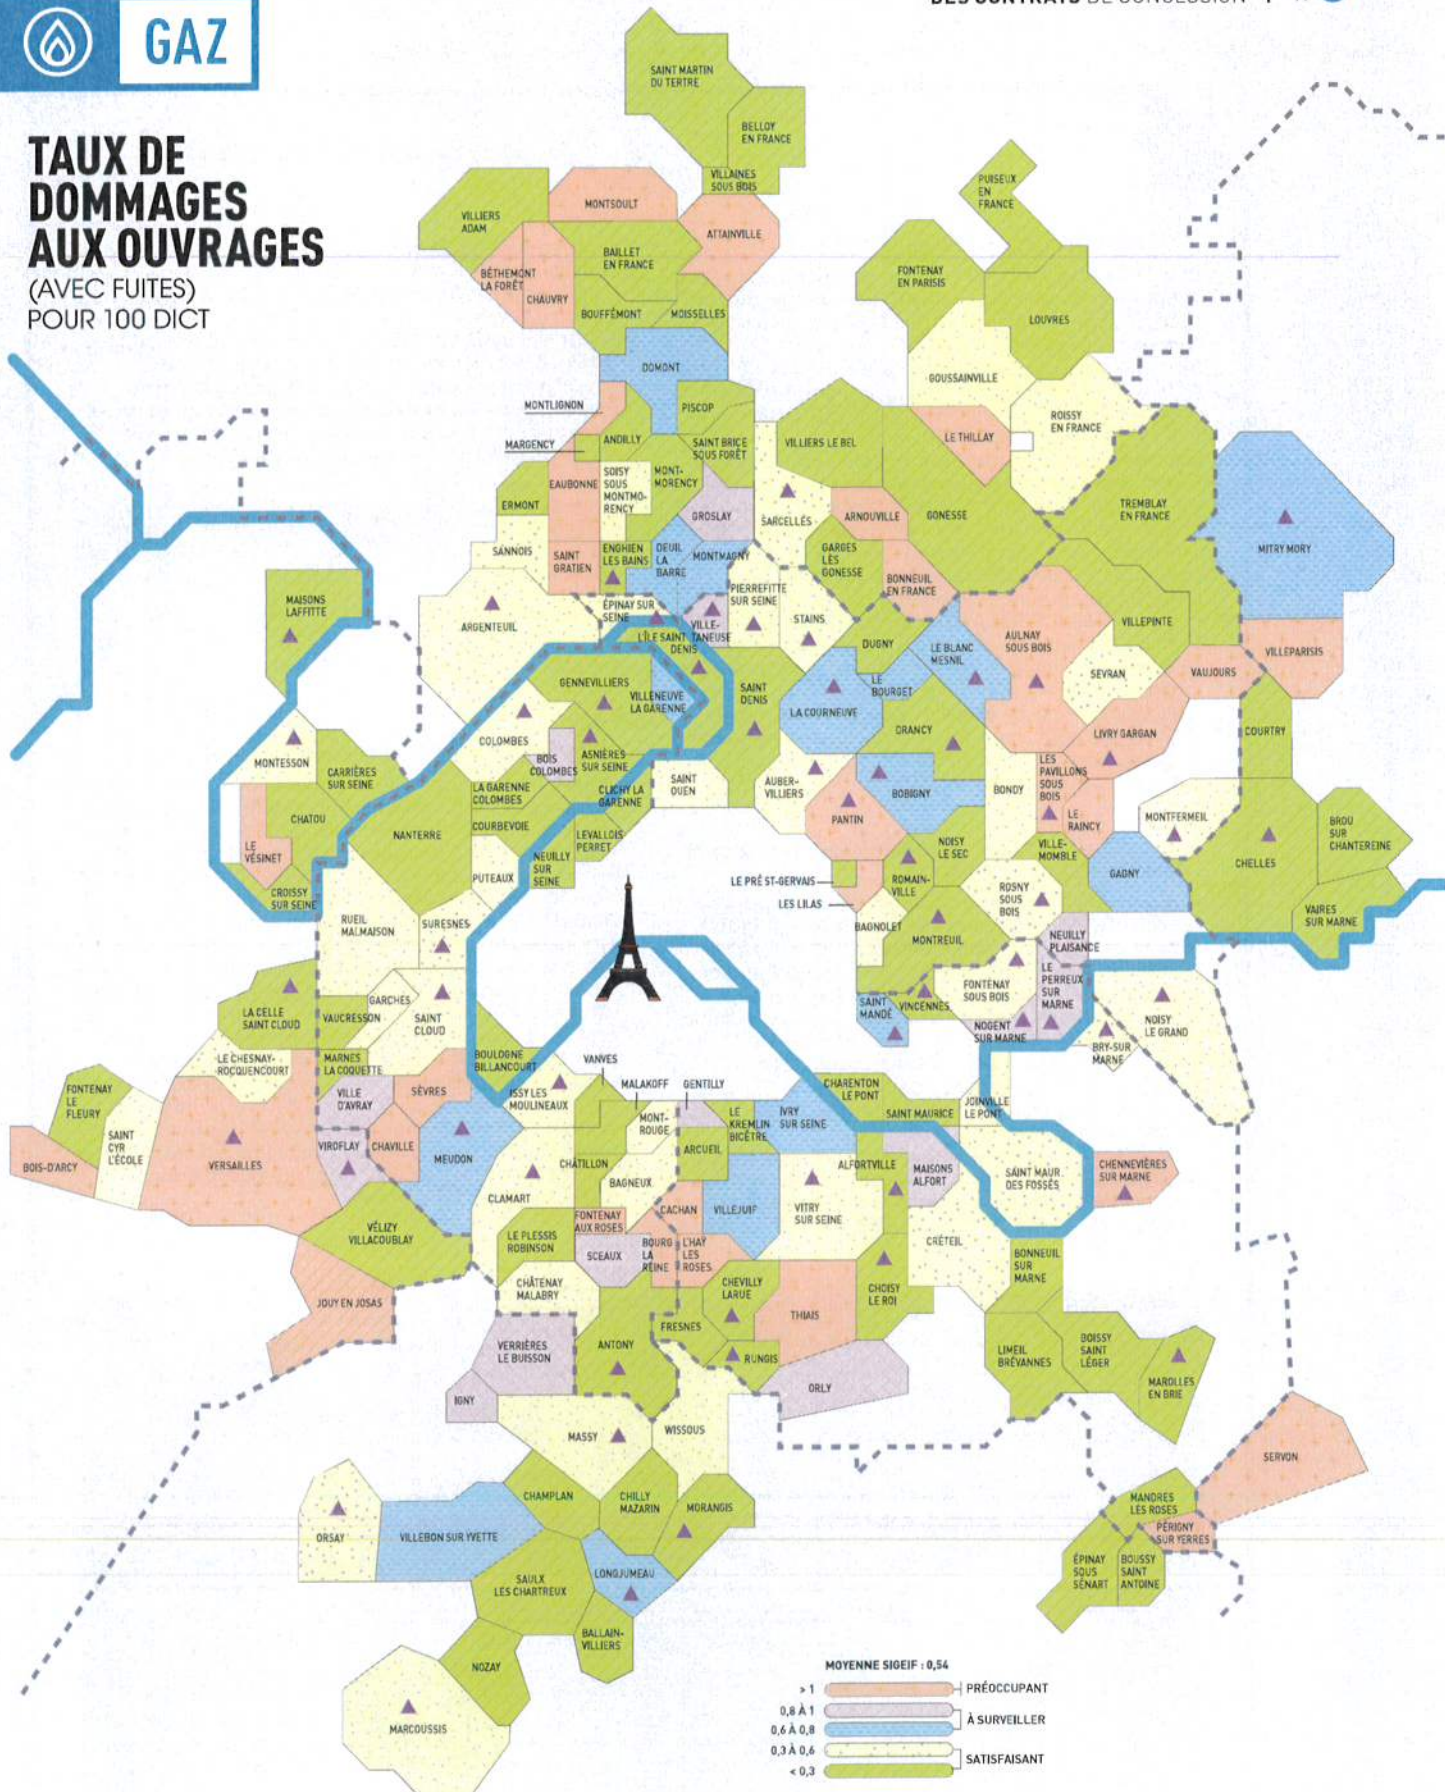 DES CONTRATS DE CONCESSION
GAZ
TAUX DE
DOMMAGES
AUX OUVRAGES
(AVEC FUITES)
POUR 100 DICT
SAINT MARTIN
DU TERTRE
BELLOY
EN FRANCE
VILLAINES
SOUS BOIS
PUISEUX
EN
FRANCE
MONTSOULT
VILLIERS
ADAM
ATTAINVILLE
BAILLET
EN FRANCE
BÉTHEMONT
LA FORÊT
CHAUVRY
FONTENAY
EN PARISIS
BOUFFÉMONT
MOISSELLES
LOUVRES
DOMONT
GOUSSAINVILLE
MONTLIGNON
PISCOP
ROISSY
EN FRANCE
MARGENCY
ANDILLY
SAINT BRICE
SOUS FORÊT
VILLIERS LE BEL
LE THILLAY
EAUBONNE
SOISY
SOUS
MONTMO-
RENCY
MONT-
MORENCY
ERMONT
GROSLAY
SARCELLES
ARNOUVILLE
GONESSE
TREMBLAY
EN FRANCE
MITRY MORY
SANNOIS
SAINT
GRATIEN
ENGHIEN
LES BAINS
DEUIL
LA
BARRE
MONTMAGNY
GARGES
LÈS
GONESSE
BONNEUIL
EN FRANCE
MAISONS
LAFFITTE
ARGENTEUIL
ÉPINAY SUR
SEINE
PIERREFITTE
SUR SEINE
STAINS
VILLE-
TANEUSE
L'ÎLE SAINT
DENIS
DUGNY
LE BLANC
MESNIL
AULNAY
SOUS BOIS
VILLEPINTE
VILLEPARISIS
SEVRAN
VAUJOURS
GENNEVILLIERS
VILLENEUVE
LA GARENNE
SAINT
DENIS
LE
BOURGET
LA COURNEUVE
DRANCY
LIVRY GARGAN
COURTRY
COLOMBES
BOIS
COLOMBES
ASNIÈRES
SUR SEINE
MONTESSON
CARRIÈRES
SUR SEINE
LA GARENNE
COLOMBES
CLICHY LA
GARENNE
SAINT
OUEN
AUBER-
VILLIERS
BOBIGNY
BONDY
LES
PAVILLONS
SOUS
BOIS
LE
RAINCY
MONTFERMEIL
CHATOU
NANTERRE
COURBEVOIE
LEVALLOIS
PERRET
PANTIN
BROU
SUR
CHANTEREINE
LE
VÉSINET
NEUILLY
SUR
SEINE
PUTEAUX
NOISY
LE SEC
VILLE-
MOMBLE
CHELLES
GAGNY
CROISSY
SUR SEINE
LE PRÉ ST-GERVAIS
ROMAIN-
VILLE
ROSNY
SOUS
BOIS
LES LILAS
RUEIL
MALMAISON
SURESNES
BAGNOLET
MONTREUIL
NEUILLY
PLAISANCE
VAIRES
SUR MARNE
LA CELLE
SAINT CLOUD
VAUCRESSON
GARCHES
SAINT
CLOUD
SAINT
MANDÉ
VINCENNES
FONTENAY
SOUS BOIS
LE
PERREUX
SUR
MARNE
NOGENT
SUR MARNE
BRY-SUR
MARNE
NOISY
LE GRAND
LE CHESNAY-
ROCQUENCOURT
MARNES
LA COQUETTE
BOULOGNE
BILLANCOURT
VANVES
MALAKOFF
GENTILLY
CHARENTON
LE PONT
SAINT MAURICE
JOINVILLE
LE PONT
FONTENAY
LE
FLEURY
SAINT
CYR
L'ÉCOLE
VILLE
D'AVRAY
SÈVRES
ISSY LES
MOULINEAUX
MONT-
ROUGE
LE
KREMLIN
BICÊTRE
IVRY
SUR SEINE
BOIS-D'ARCY
VERSAILLES
VIROFLAY
CHAVILLE
MEUDON
CHÂTILLON
ARCUEIL
ALFORTVILLE
MAISONS
ALFORT
SAINT MAUR
DES FOSSÉS
CHENNEVIÈRES
SUR MARNE
CLAMART
BAGNEUX
VÉLIZY
VILLACOUBLAY
LE PLESSIS
ROBINSON
FONTENAY
AUX ROSES
CACHAN
VILLEJUIF
VITRY
SUR SEINE
SCEAUX
BOURG
LA
REINE
L'HAŸ
LES
ROSES
CRÉTEIL
BONNEUIL
SUR
MARNE
JOUY EN JOSAS
CHÂTENAY
MALABRY
CHEVILLY
LARUE
THIAIS
CHOISY
LE ROI
VERRIÈRES
LE BUISSON
ANTONY
FRESNES
RUNGIS
LIMEIL
BRÉVANNES
BOISSY
SAINT
LÉGER
MAROLLES
EN BRIE
IGNY
ORLY
MASSY
WISSOUS
SERVON
ORSAY
VILLEBON SUR YVETTE
CHAMPLAN
CHILLY
MAZARIN
MORANGIS
MANDRES
LES ROSES
PÉRIGNY
SUR YERRES
SAULX
LES CHARTREUX
LONGJUMEAU
ÉPINAY
SOUS
SÉNART
BOUSSY
SAINT
ANTOINE
BALLAIN-
VILLIERS
NOZAY
MARCOUSSIS
MOYENNE SIGEIF : 0,54
> 1 PRÉOCCUPANT
0,8 À 1
À SURVEILLER
0,6 À 0,8
0,3 À 0,6
SATISFAISANT
< 0,3